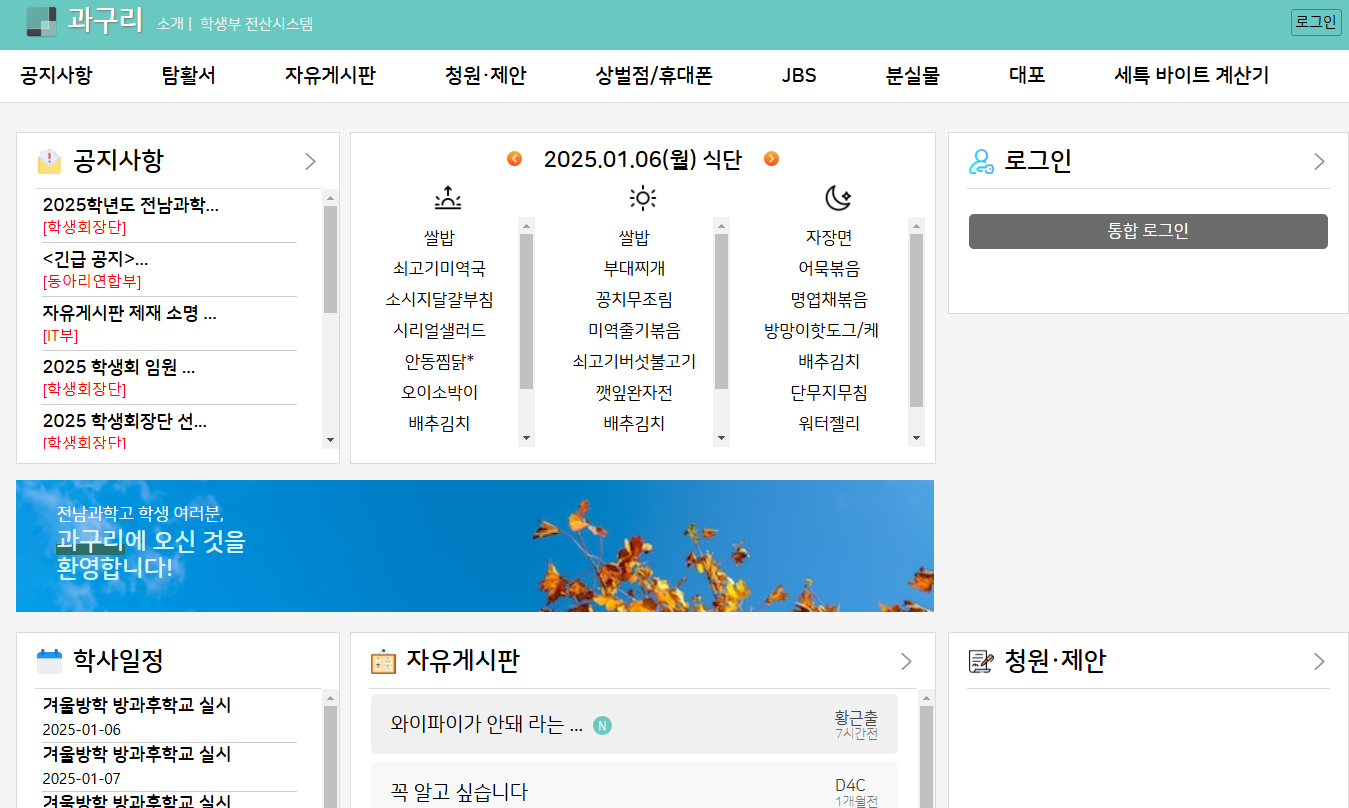 과구리 소개 | 학생부 전산시스템
로그인
공지사항 탐활서 자유게시판 청원·제안 상벌점/휴대폰 JBS 분실물 대포 세특 바이트 계산기
공지사항
2025학년도 전남과학...
[학생회장단]
<긴급 공지>...
[동아리연합부]
자유게시판 제재 소명 ...
[IT부]
2025 학생회 임원 ...
[학생회장단]
2025 학생회장단 선...
[학생회장단]
2025.01.06(월) 식단
쌀밥
쇠고기미역국
소시지달걀부침
시리얼샐러드
안동찜닭*
오이소박이
배추김치
쌀밥
부대찌개
꽁치무조림
미역줄기볶음
쇠고기버섯불고기
깻잎완자전
배추김치
자장면
어묵볶음
명엽채볶음
방망이핫도그/케
배추김치
단무지무침
워터젤리
로그인
통합 로그인
전남과학고 학생 여러분,
과구리에 오신 것을
환영합니다!
학사일정
겨울방학 방과후학교 실시
2025-01-06
겨울방학 방과후학교 실시
2025-01-07
겨울방학 방과후학교 실시
자유게시판
와이파이가 안돼 라는 ... N
황근출
7시간전
꼭 알고 싶습니다
D4C
1개월전
청원·제안